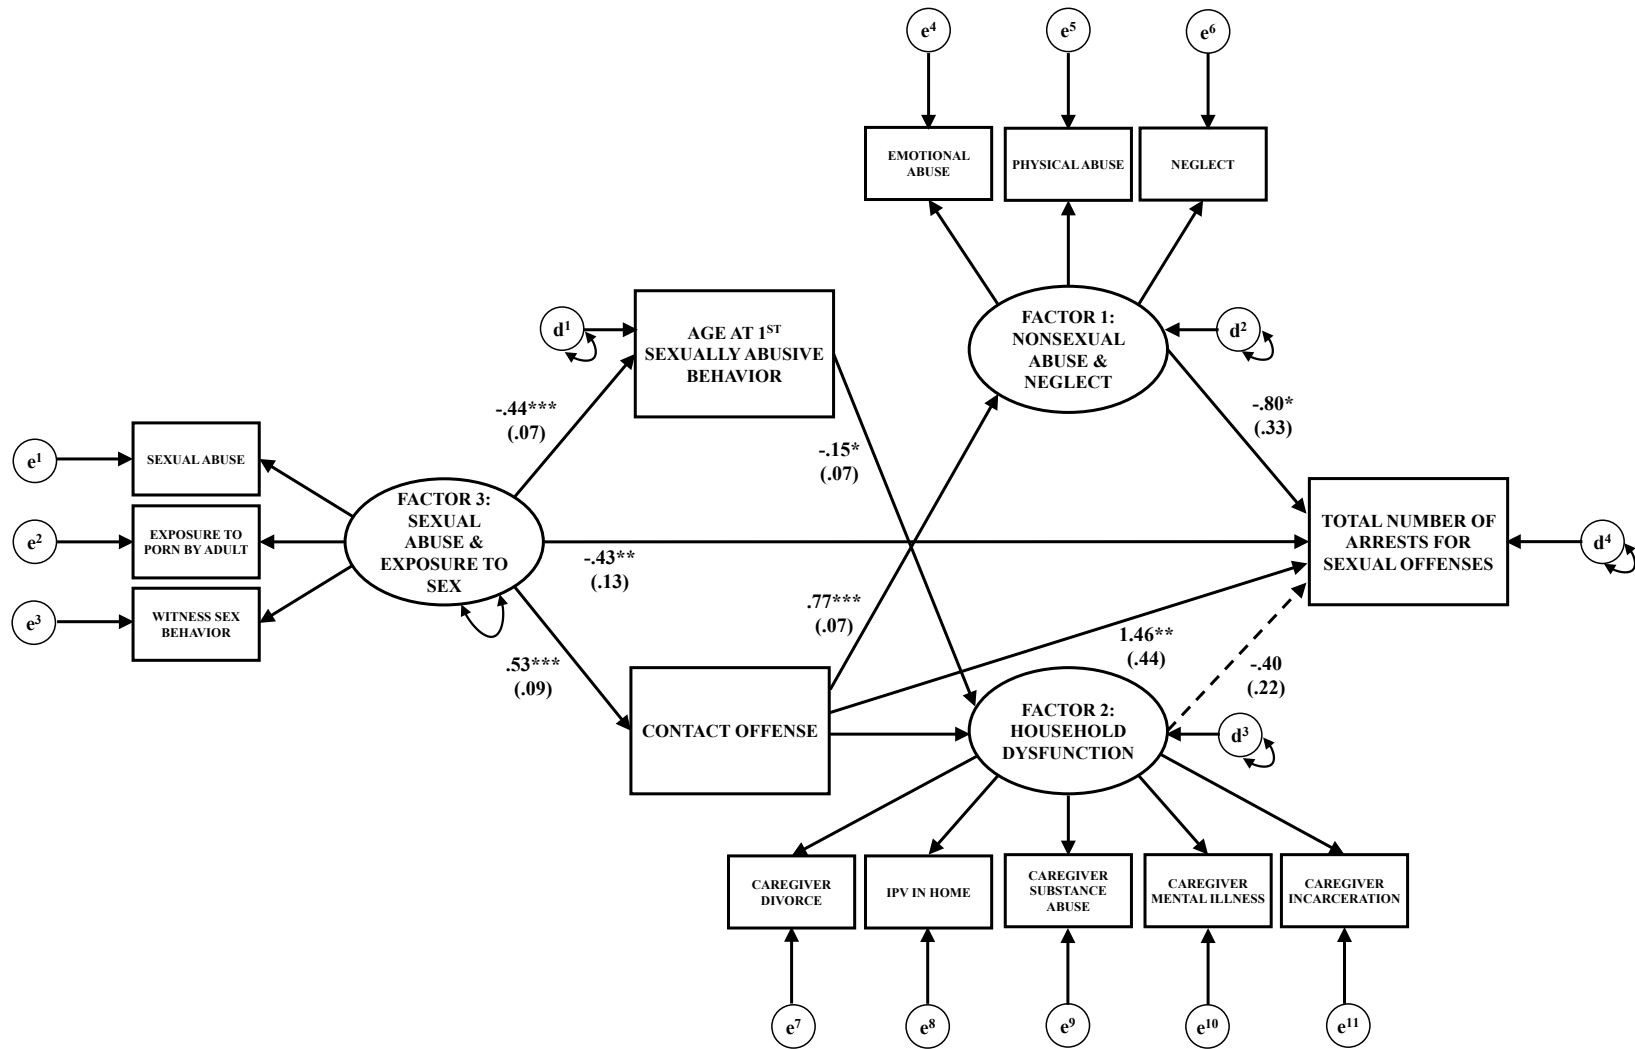 e⁴
e⁵
e⁶
EMOTIONAL
ABUSE
PHYSICAL ABUSE
NEGLECT
d¹
AGE AT 1ST
SEXUALLY ABUSIVE
BEHAVIOR
FACTOR 1:
NONSEXUAL
ABUSE &
NEGLECT
d²
-.44***
(.07)
-.15*
(.07)
-.80*
(.33)
e¹
SEXUAL ABUSE
e²
EXPOSURE TO
PORN BY ADULT
e³
WITNESS SEX
BEHAVIOR
FACTOR 3:
SEXUAL
ABUSE &
EXPOSURE TO
SEX
-.43**
(.13)
TOTAL NUMBER OF
ARRESTS FOR
SEXUAL OFFENSES
d⁴
.77***
(.07)
1.46**
(.44)
-.40
(.22)
.53***
(.09)
CONTACT OFFENSE
FACTOR 2:
HOUSEHOLD
DYSFUNCTION
d³
CAREGIVER
DIVORCE
IPV IN HOME
CAREGIVER
SUBSTANCE
ABUSE
CAREGIVER
MENTAL ILLNESS
CAREGIVER
INCARCERATION
e⁷
e⁸
e⁹
e¹⁰
e¹¹